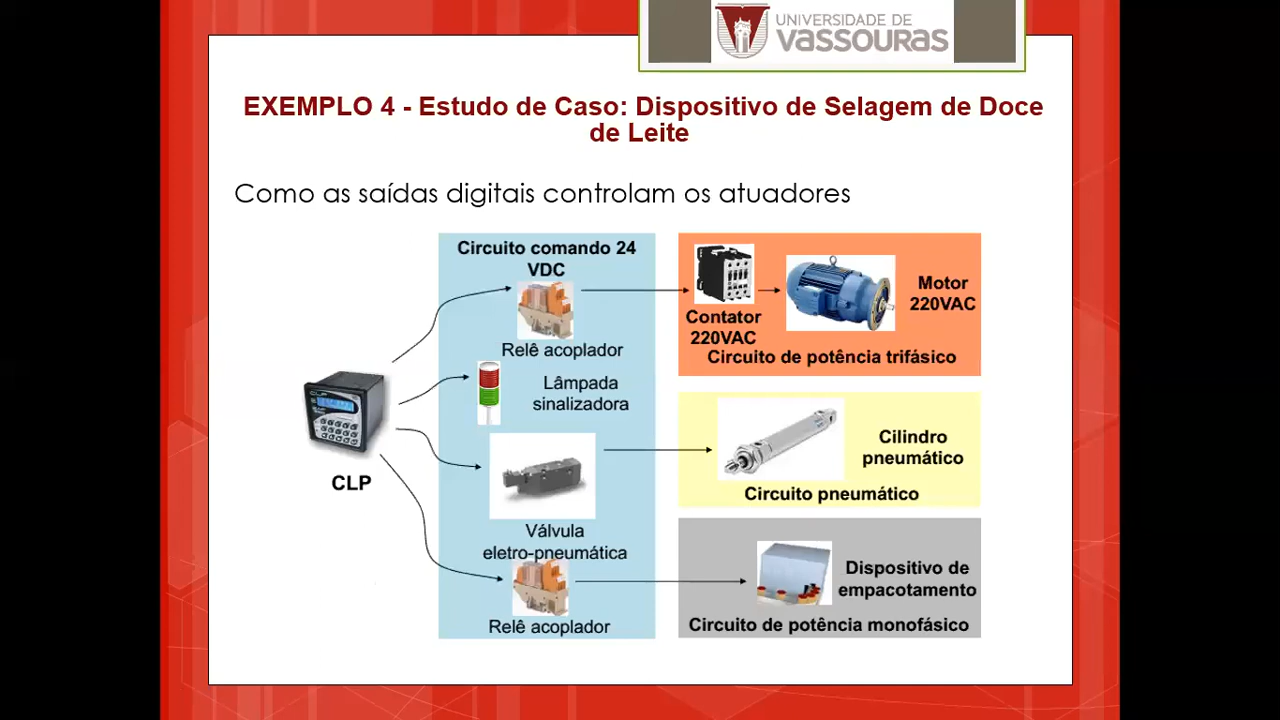 UNIVERSIDADE DE
VASSOURAS
EXEMPLO 4 - Estudo de Caso: Dispositivo de Selagem de Doce
de Leite
Como as saídas digitais controlam os atuadores
Circuito comando 24
VDC
Relê acoplador
Lâmpada
sinalizadora
Válvula
eletro-pneumática
Relê acoplador
CLP
Contator
220VAC
Motor
220VAC
Circuito de potência trifásico
Cilindro
pneumático
Circuito pneumático
Dispositivo de
empacotamento
Circuito de potência monofásico